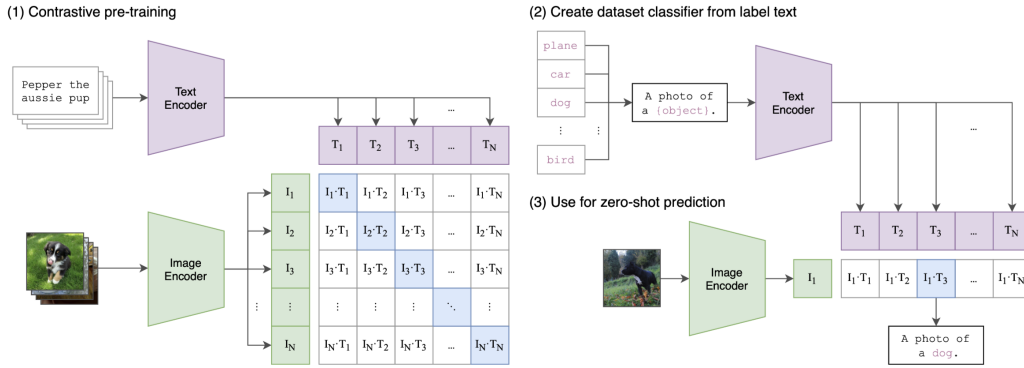 (1) Contrastive pre-training
Pepper the
aussie pup
Text
Encoder
...
T1 T2 T3 ... TN
I1 I1·T1 I1·T2 I1·T3 ... I1·TN
I2 I2·T1 I2·T2 I2·T3 ... I2·TN
Image
Encoder
I3 I3·T1 I3·T2 I3·T3 ... I3·TN
⋮ ⋮ ⋮ ⋮ ⋮ ⋱ ⋮
IN IN·T1 IN·T2 IN·T3 ... IN·TN
(2) Create dataset classifier from label text
plane
car
dog
⋮ ⋮
bird
A photo of
a {object}.
Text
Encoder
...
(3) Use for zero-shot prediction
T1 T2 T3 ... TN
Image
Encoder
I1 I1·T1 I1·T2 I1·T3 ... I1·TN
A photo of
a dog.